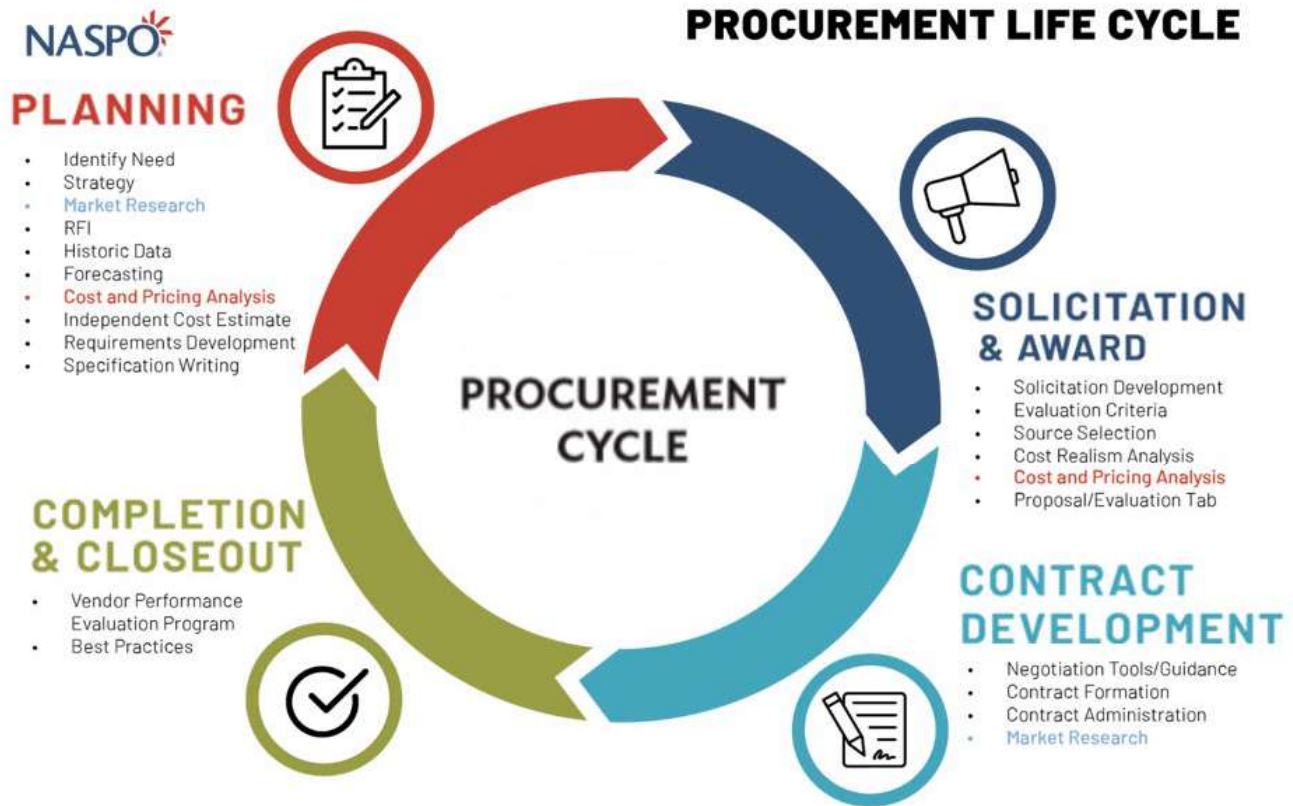 NASPO
PROCUREMENT LIFE CYCLE
PLANNING
• Identify Need
• Strategy
• Market Research
• RFI
• Historic Data
• Forecasting
• Cost and Pricing Analysis
• Independent Cost Estimate
• Requirements Development
• Specification Writing
SOLICITATION
& AWARD
• Solicitation Development
• Evaluation Criteria
• Source Selection
• Cost Realism Analysis
• Cost and Pricing Analysis
• Proposal/Evaluation Tab
PROCUREMENT
CYCLE
COMPLETION
& CLOSEOUT
• Vendor Performance
Evaluation Program
• Best Practices
CONTRACT
DEVELOPMENT
• Negotiation Tools/Guidance
• Contract Formation
• Contract Administration
• Market Research